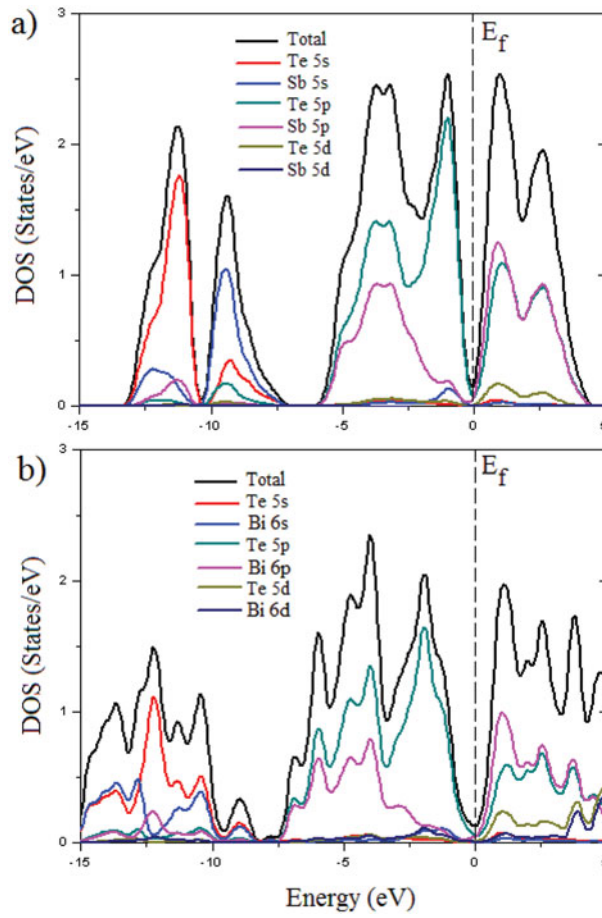 a)
3
2
1
0
DOS (States/eV)
Total
Te 5s
Sb 5s
Te 5p
Sb 5p
Te 5d
Sb 5d
E_f
-15 -10 -5 0
b)
3
2
1
0
DOS (States/eV)
Total
Te 5s
Bi 6s
Te 5p
Bi 6p
Te 5d
Bi 6d
E_f
-15 -10 -5 0
Energy (eV)